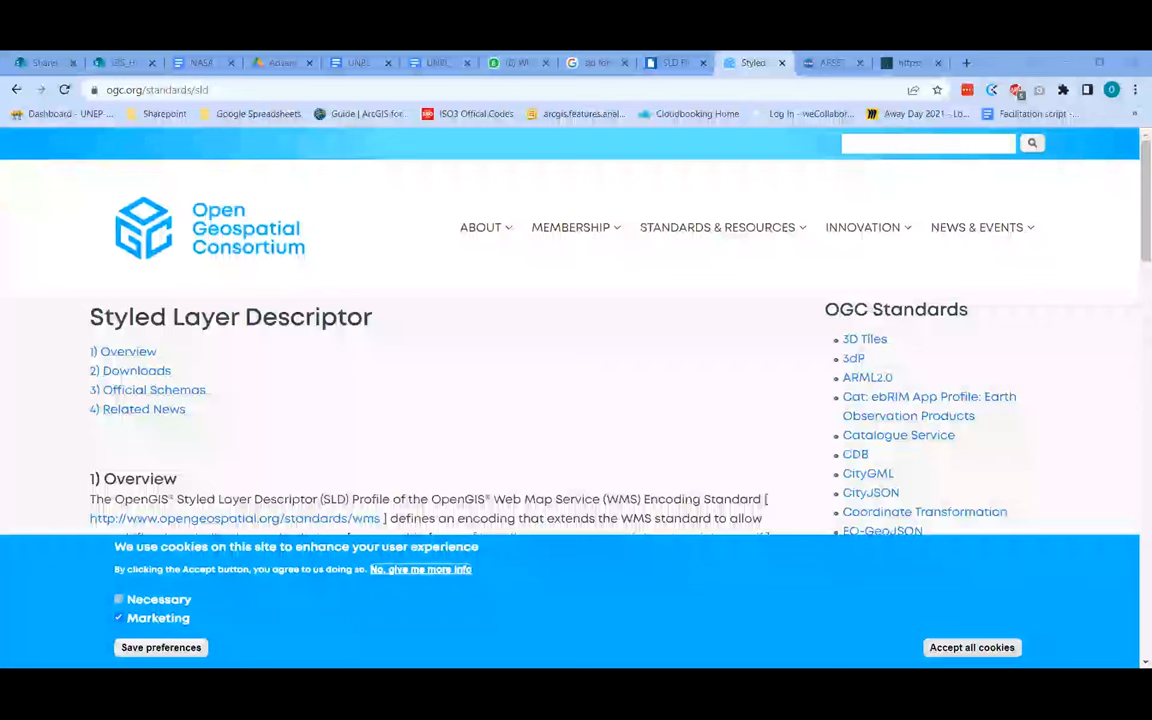 NASA
Styled
ogc.org/standards/sld
Dashboard - UNEP ...
Sharepoint
Google Spreadsheets
Guide | ArcGIS for...
ISO3 Offical Codes
arcgis.features.anal...
Cloudbooking Home
Log In - weCollabor...
Away Day 2021 - Lo...
Facilitation script -...
Open
Geospatial
Consortium
ABOUT
MEMBERSHIP
STANDARDS & RESOURCES
INNOVATION
NEWS & EVENTS
Styled Layer Descriptor
1) Overview
2) Downloads
3) Official Schemas
4) Related News
1) Overview
The OpenGIS® Styled Layer Descriptor (SLD) Profile of the OpenGIS® Web Map Service (WMS) Encoding Standard [
http://www.opengeospatial.org/standards/wms ] defines an encoding that extends the WMS standard to allow
OGC Standards
3D Tiles
3dP
ARML2.0
Cat: ebRIM App Profile: Earth
Observation Products
Catalogue Service
CDB
CityGML
CityJSON
Coordinate Transformation
EO-GeoJSON
We use cookies on this site to enhance your user experience
By clicking the Accept button, you agree to us doing so. No, give me more info
Necessary
Marketing
Save preferences
Accept all cookies